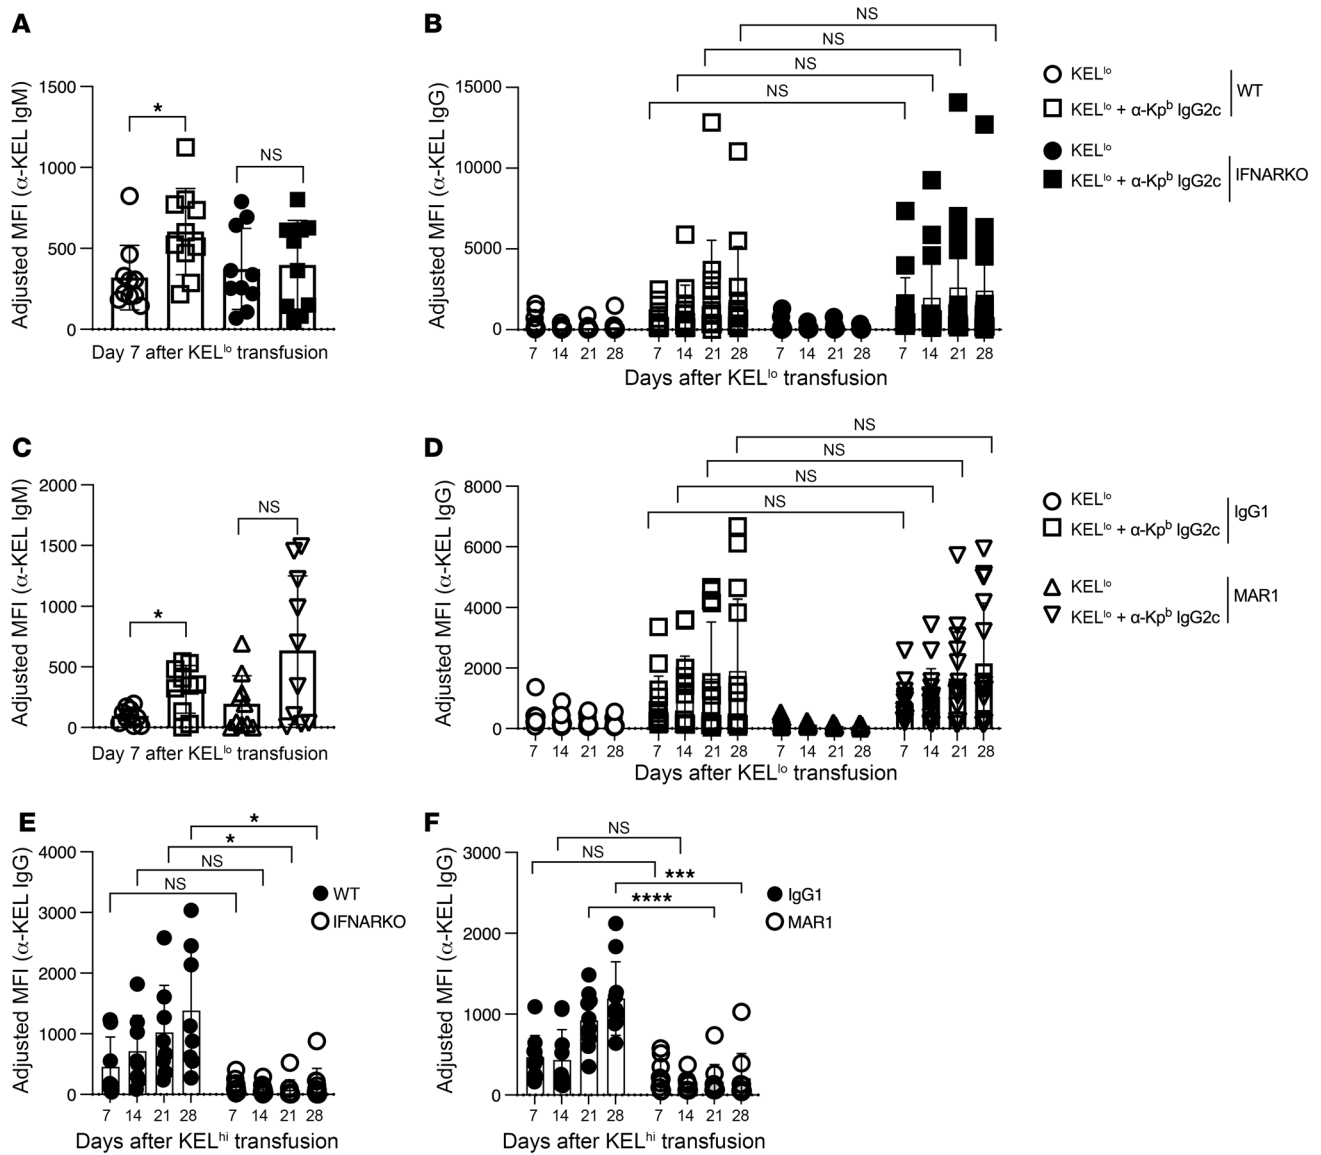 A
Adjusted MFI (α-KEL IgM)
1500
1000
500
0
*
NS
Day 7 after KELlo transfusion
B
Adjusted MFI (α-KEL IgG)
15000
10000
5000
0
NS
NS
NS
NS
7 14 21 28 7 14 21 28 7 14 21 28 7 14 21 28
Days after KELlo transfusion
KELlo
KELlo + α-Kpb IgG2c
WT
KELlo
KELlo + α-Kpb IgG2c
IFNARKO
C
Adjusted MFI (α-KEL IgM)
2000
1500
1000
500
0
*
NS
Day 7 after KELlo transfusion
D
Adjusted MFI (α-KEL IgG)
8000
6000
4000
2000
0
NS
NS
NS
NS
7 14 21 28 7 14 21 28 7 14 21 28 7 14 21 28
Days after KELlo transfusion
KELlo
KELlo + α-Kpb IgG2c
IgG1
KELlo
KELlo + α-Kpb IgG2c
MAR1
E
Adjusted MFI (α-KEL IgG)
4000
3000
2000
1000
0
*
*
NS
NS
WT
IFNARKO
7 14 21 28 7 14 21 28
Days after KELhi transfusion
F
Adjusted MFI (α-KEL IgG)
3000
2000
1000
0
NS
NS
***
****
IgG1
MAR1
7 14 21 28 7 14 21 28
Days after KELhi transfusion